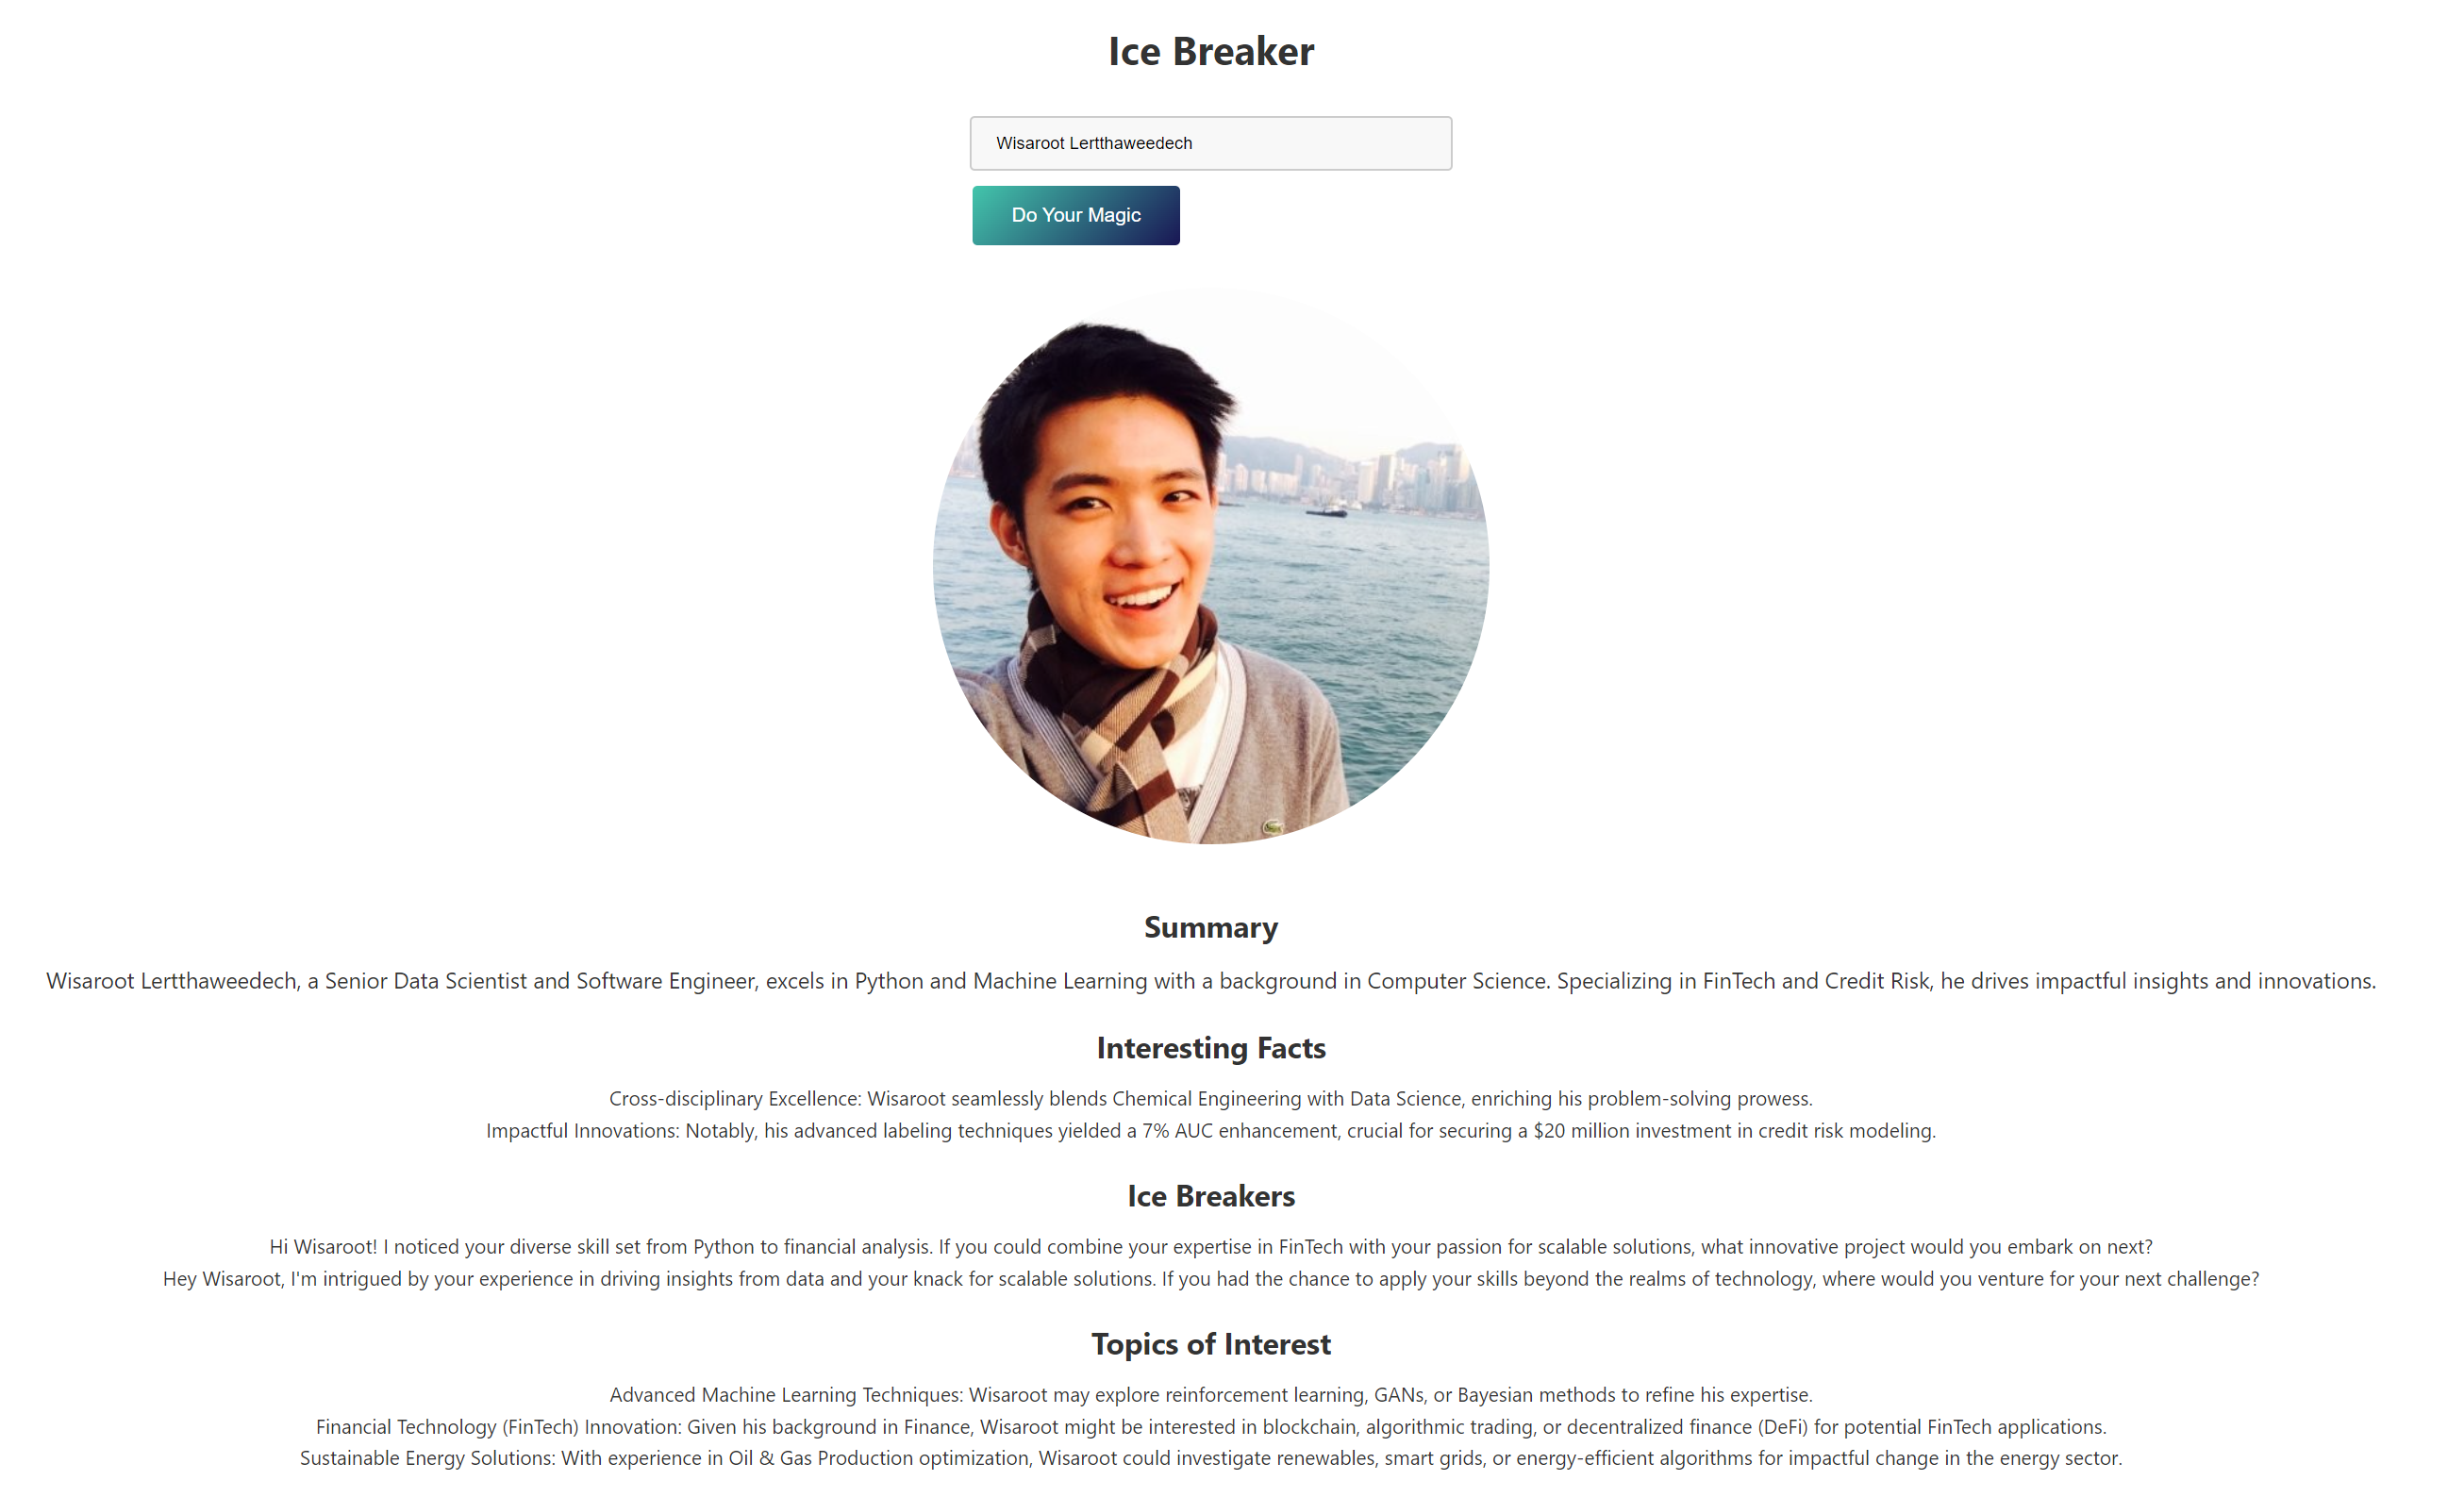 Ice Breaker
Wisaroot Lertthaweedech
Do Your Magic
Summary
Wisaroot Lertthaweedech, a Senior Data Scientist and Software Engineer, excels in Python and Machine Learning with a background in Computer Science. Specializing in FinTech and Credit Risk, he drives impactful insights and innovations.
Interesting Facts
Cross-disciplinary Excellence: Wisaroot seamlessly blends Chemical Engineering with Data Science, enriching his problem-solving prowess.
Impactful Innovations: Notably, his advanced labeling techniques yielded a 7% AUC enhancement, crucial for securing a $20 million investment in credit risk modeling.
Ice Breakers
Hi Wisaroot! I noticed your diverse skill set from Python to financial analysis. If you could combine your expertise in FinTech with your passion for scalable solutions, what innovative project would you embark on next?
Hey Wisaroot, I'm intrigued by your experience in driving insights from data and your knack for scalable solutions. If you had the chance to apply your skills beyond the realms of technology, where would you venture for your next challenge?
Topics of Interest
Advanced Machine Learning Techniques: Wisaroot may explore reinforcement learning, GANs, or Bayesian methods to refine his expertise.
Financial Technology (FinTech) Innovation: Given his background in Finance, Wisaroot might be interested in blockchain, algorithmic trading, or decentralized finance (DeFi) for potential FinTech applications.
Sustainable Energy Solutions: With experience in Oil & Gas Production optimization, Wisaroot could investigate renewables, smart grids, or energy-efficient algorithms for impactful change in the energy sector.